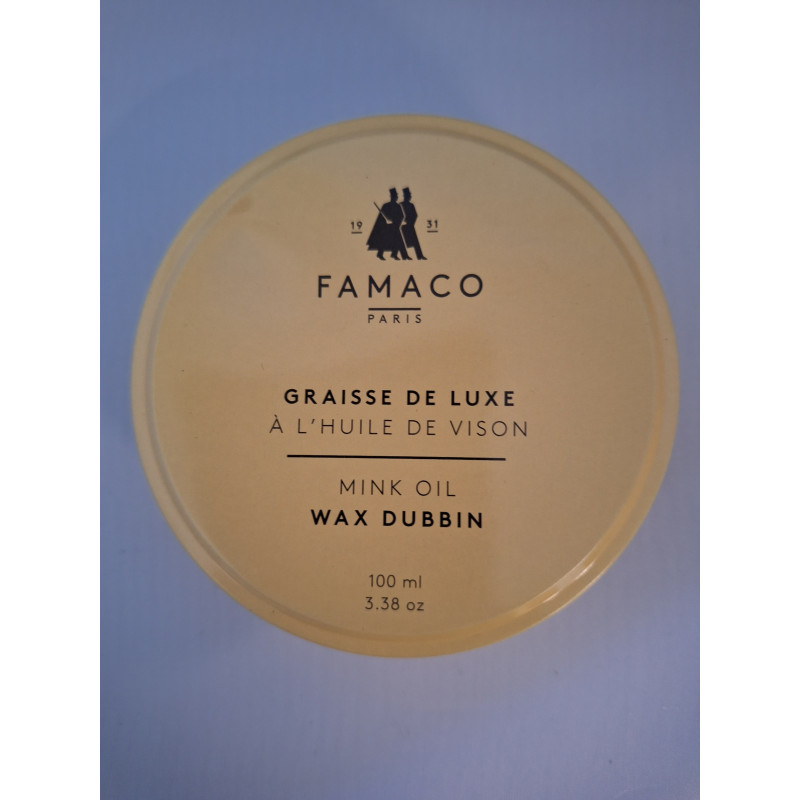 19 31
FAMACO
PARIS
GRAISSE DE LUXE
À L'HUILE DE VISON
MINK OIL
WAX DUBBIN
100 ml
3.38 oz